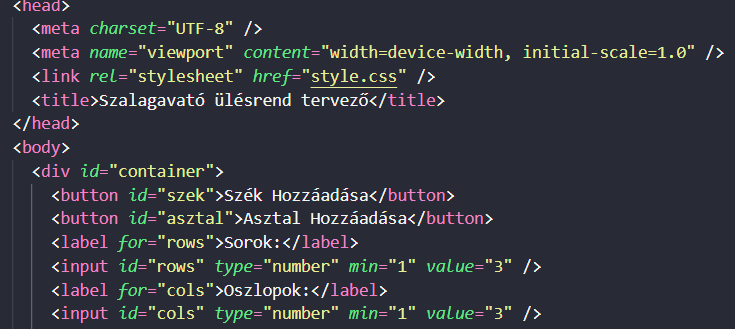 <head>
<meta charset="UTF-8" />
<meta name="viewport" content="width=device-width, initial-scale=1.0" />
<link rel="stylesheet" href="style.css" />
<title>Szalagavató ülésrend tervező</title>
</head>
<body>
<div id="container">
<button id="szek">Szék Hozzáadása</button>
<button id="asztal">Asztal Hozzáadása</button>
<label for="rows">Sorok:</label>
<input id="rows" type="number" min="1" value="3" />
<label for="cols">Oszlopok:</label>
<input id="cols" type="number" min="1" value="3" />